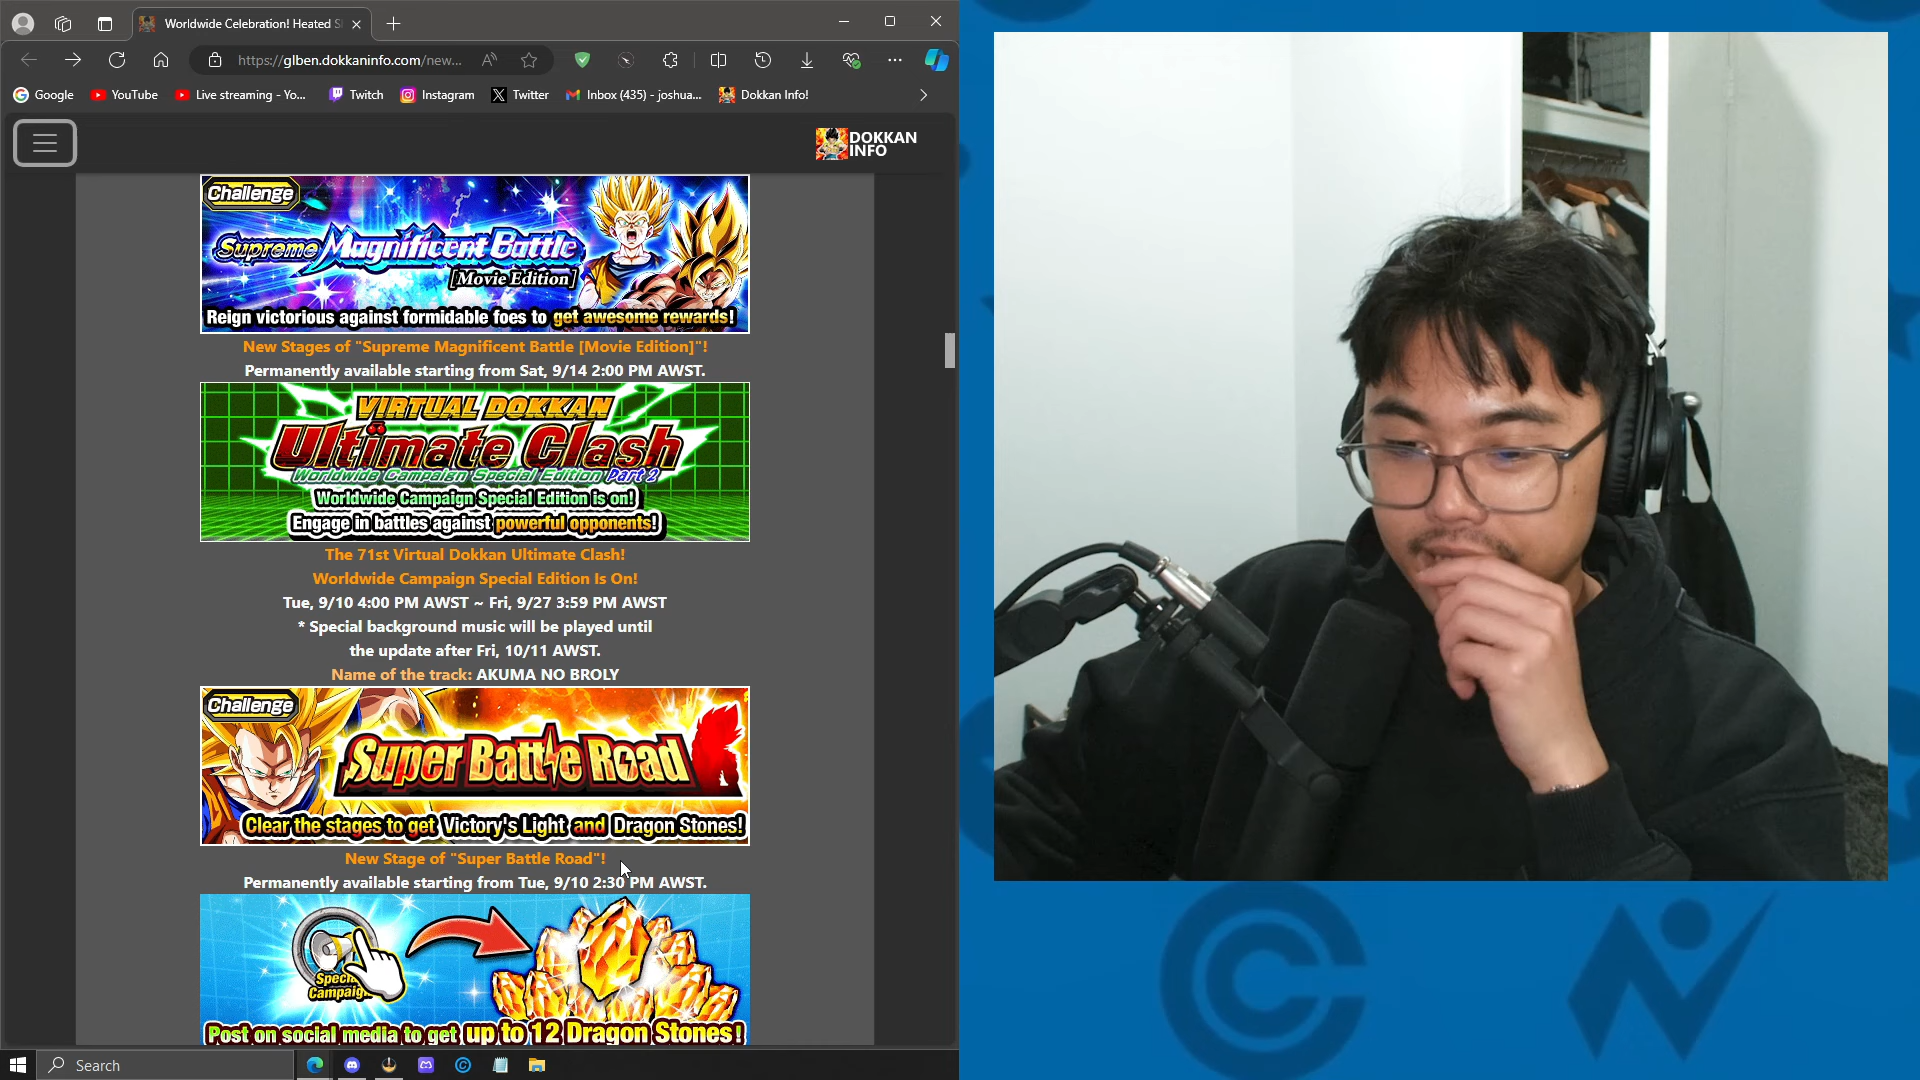 Worldwide Celebration! Heated S
https://glben.dokkaninfo.com/new...
Google
YouTube
Live streaming - Yo...
Twitch
Instagram
Twitter
Inbox (435) - joshua...
Dokkan Info!
DOKKAN
INFO
Challenge
Supreme Magnificent Battle
[Movie Edition]
Reign victorious against formidable foes to get awesome rewards!
New Stages of "Supreme Magnificent Battle [Movie Edition]"!
Permanently available starting from Sat, 9/14 2:00 PM AWST.
VIRTUAL DOKKAN
Ultimate Clash
Worldwide Campaign Special Edition Part 2
Worldwide Campaign Special Edition is on!
Engage in battles against powerful opponents!
The 71st Virtual Dokkan Ultimate Clash!
Worldwide Campaign Special Edition Is On!
Tue, 9/10 4:00 PM AWST ~ Fri, 9/27 3:59 PM AWST
* Special background music will be played until
the update after Fri, 10/11 AWST.
Name of the track: AKUMA NO BROLY
Challenge
Super Battle Road
Clear the stages to get Victory's Light and Dragon Stones!
New Stage of "Super Battle Road"!
Permanently available starting from Tue, 9/10 2:30 PM AWST.
Special
Campaign
Post on social media to get up to 12 Dragon Stones!
Search